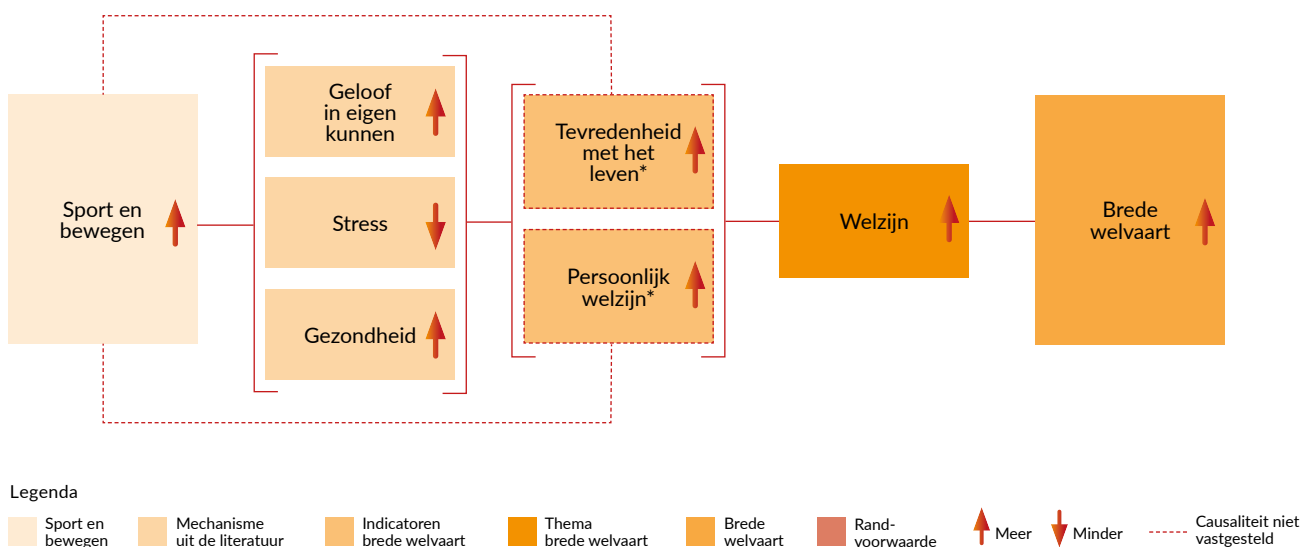 Sport en
bewegen
Geloof
in eigen
kunnen
Stress
Gezondheid
Tevredenheid
met het
leven*
Persoonlijk
welzijn*
Welzijn
Brede
welvaart
Legenda
Sport en
bewegen
Mechanisme
uit de literatuur
Indicatoren
brede welvaart
Thema
brede welvaart
Brede
welvaart
Rand-
voorwaarde
Meer
Minder
Causaliteit niet
vastgesteld